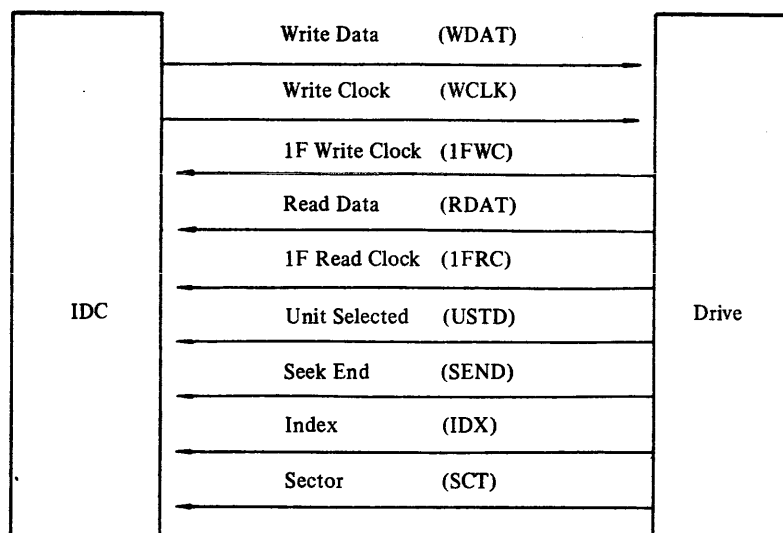 Write Data (WDAT)
Write Clock (WCLK)
1F Write Clock (1FWC)
Read Data (RDAT)
1F Read Clock (1FRC)
IDC
Unit Selected (USTD)
Drive
Seek End (SEND)
Index (IDX)
Sector (SCT)